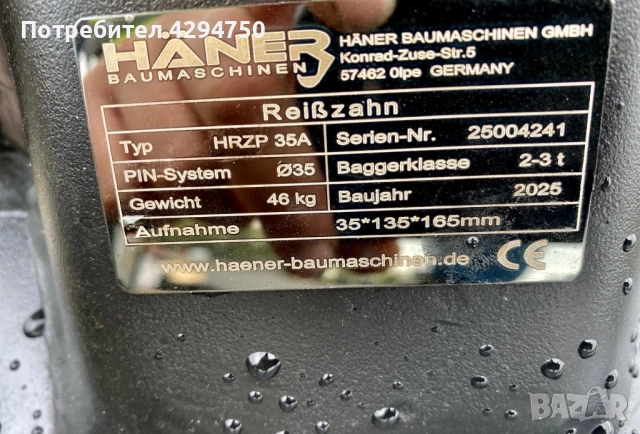 Потребител 4294750
HÄNER
BAUMASCHINEN
HÄNER BAUMASCHINEN GMBH
Konrad-Zuse-Str.5
57462 Olpe GERMANY
Reißzahn
Typ HRZP 35A Serien-Nr. 25004241
PIN-System Ø35 Baggerklasse 2-3 t
Gewicht 46 kg Baujahr 2025
Aufnahme 35*135*165mm
www.haener-baumaschinen.de CE
BAZAR